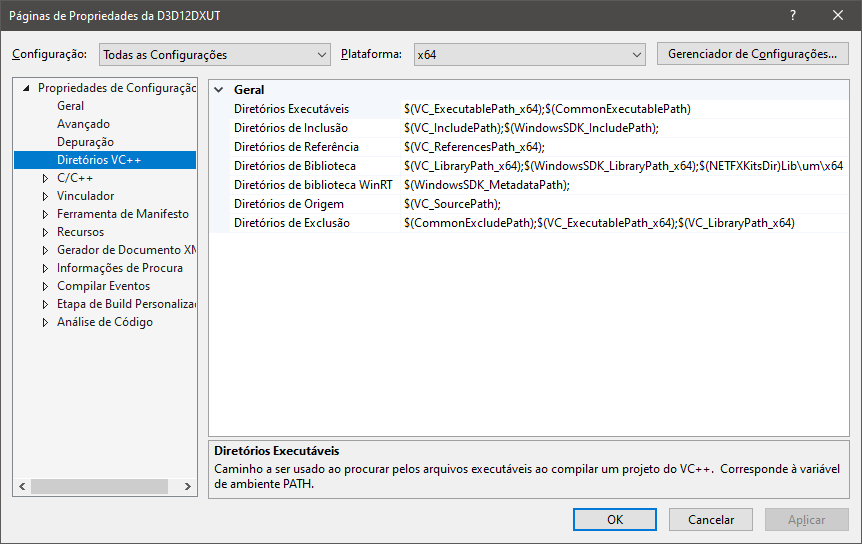 Páginas de Propriedades da D3D12DXUT
Configuração: Todas as Configurações Plataforma: x64 Gerenciador de Configurações...
Propriedades de Configuração
Geral
Avançado
Depuração
Diretórios VC++
C/C++
Vinculador
Ferramenta de Manifesto
Recursos
Gerador de Documento XM
Informações de Procura
Compilar Eventos
Etapa de Build Personaliza
Análise de Código
Geral
Diretórios Executáveis $(VC_ExecutablePath_x64);$(CommonExecutablePath)
Diretórios de Inclusão $(VC_IncludePath);$(WindowsSDK_IncludePath);
Diretórios de Referência $(VC_ReferencesPath_x64);
Diretórios de Biblioteca $(VC_LibraryPath_x64);$(WindowsSDK_LibraryPath_x64);$(NETFXKitsDir)Lib\um\x64
Diretórios de biblioteca WinRT $(WindowsSDK_MetadataPath);
Diretórios de Origem $(VC_SourcePath);
Diretórios de Exclusão $(CommonExcludePath);$(VC_ExecutablePath_x64);$(VC_LibraryPath_x64)
Diretórios Executáveis
Caminho a ser usado ao procurar pelos arquivos executáveis ao compilar um projeto do VC++. Corresponde à variável
de ambiente PATH.
OK Cancelar Aplicar